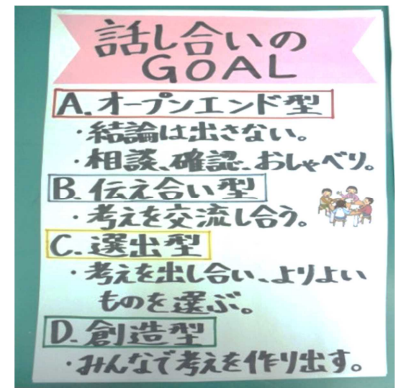 話し合いの
GOAL
A.オープンエンド型
・結論は出さない。
・相談、確認、おしゃべり。
B.伝え合い型
・考えを交流し合う。
C.選出型
・考えを出し合い、よりよい
ものを選ぶ。
D.創造型
・みんなで考えを作り出す。